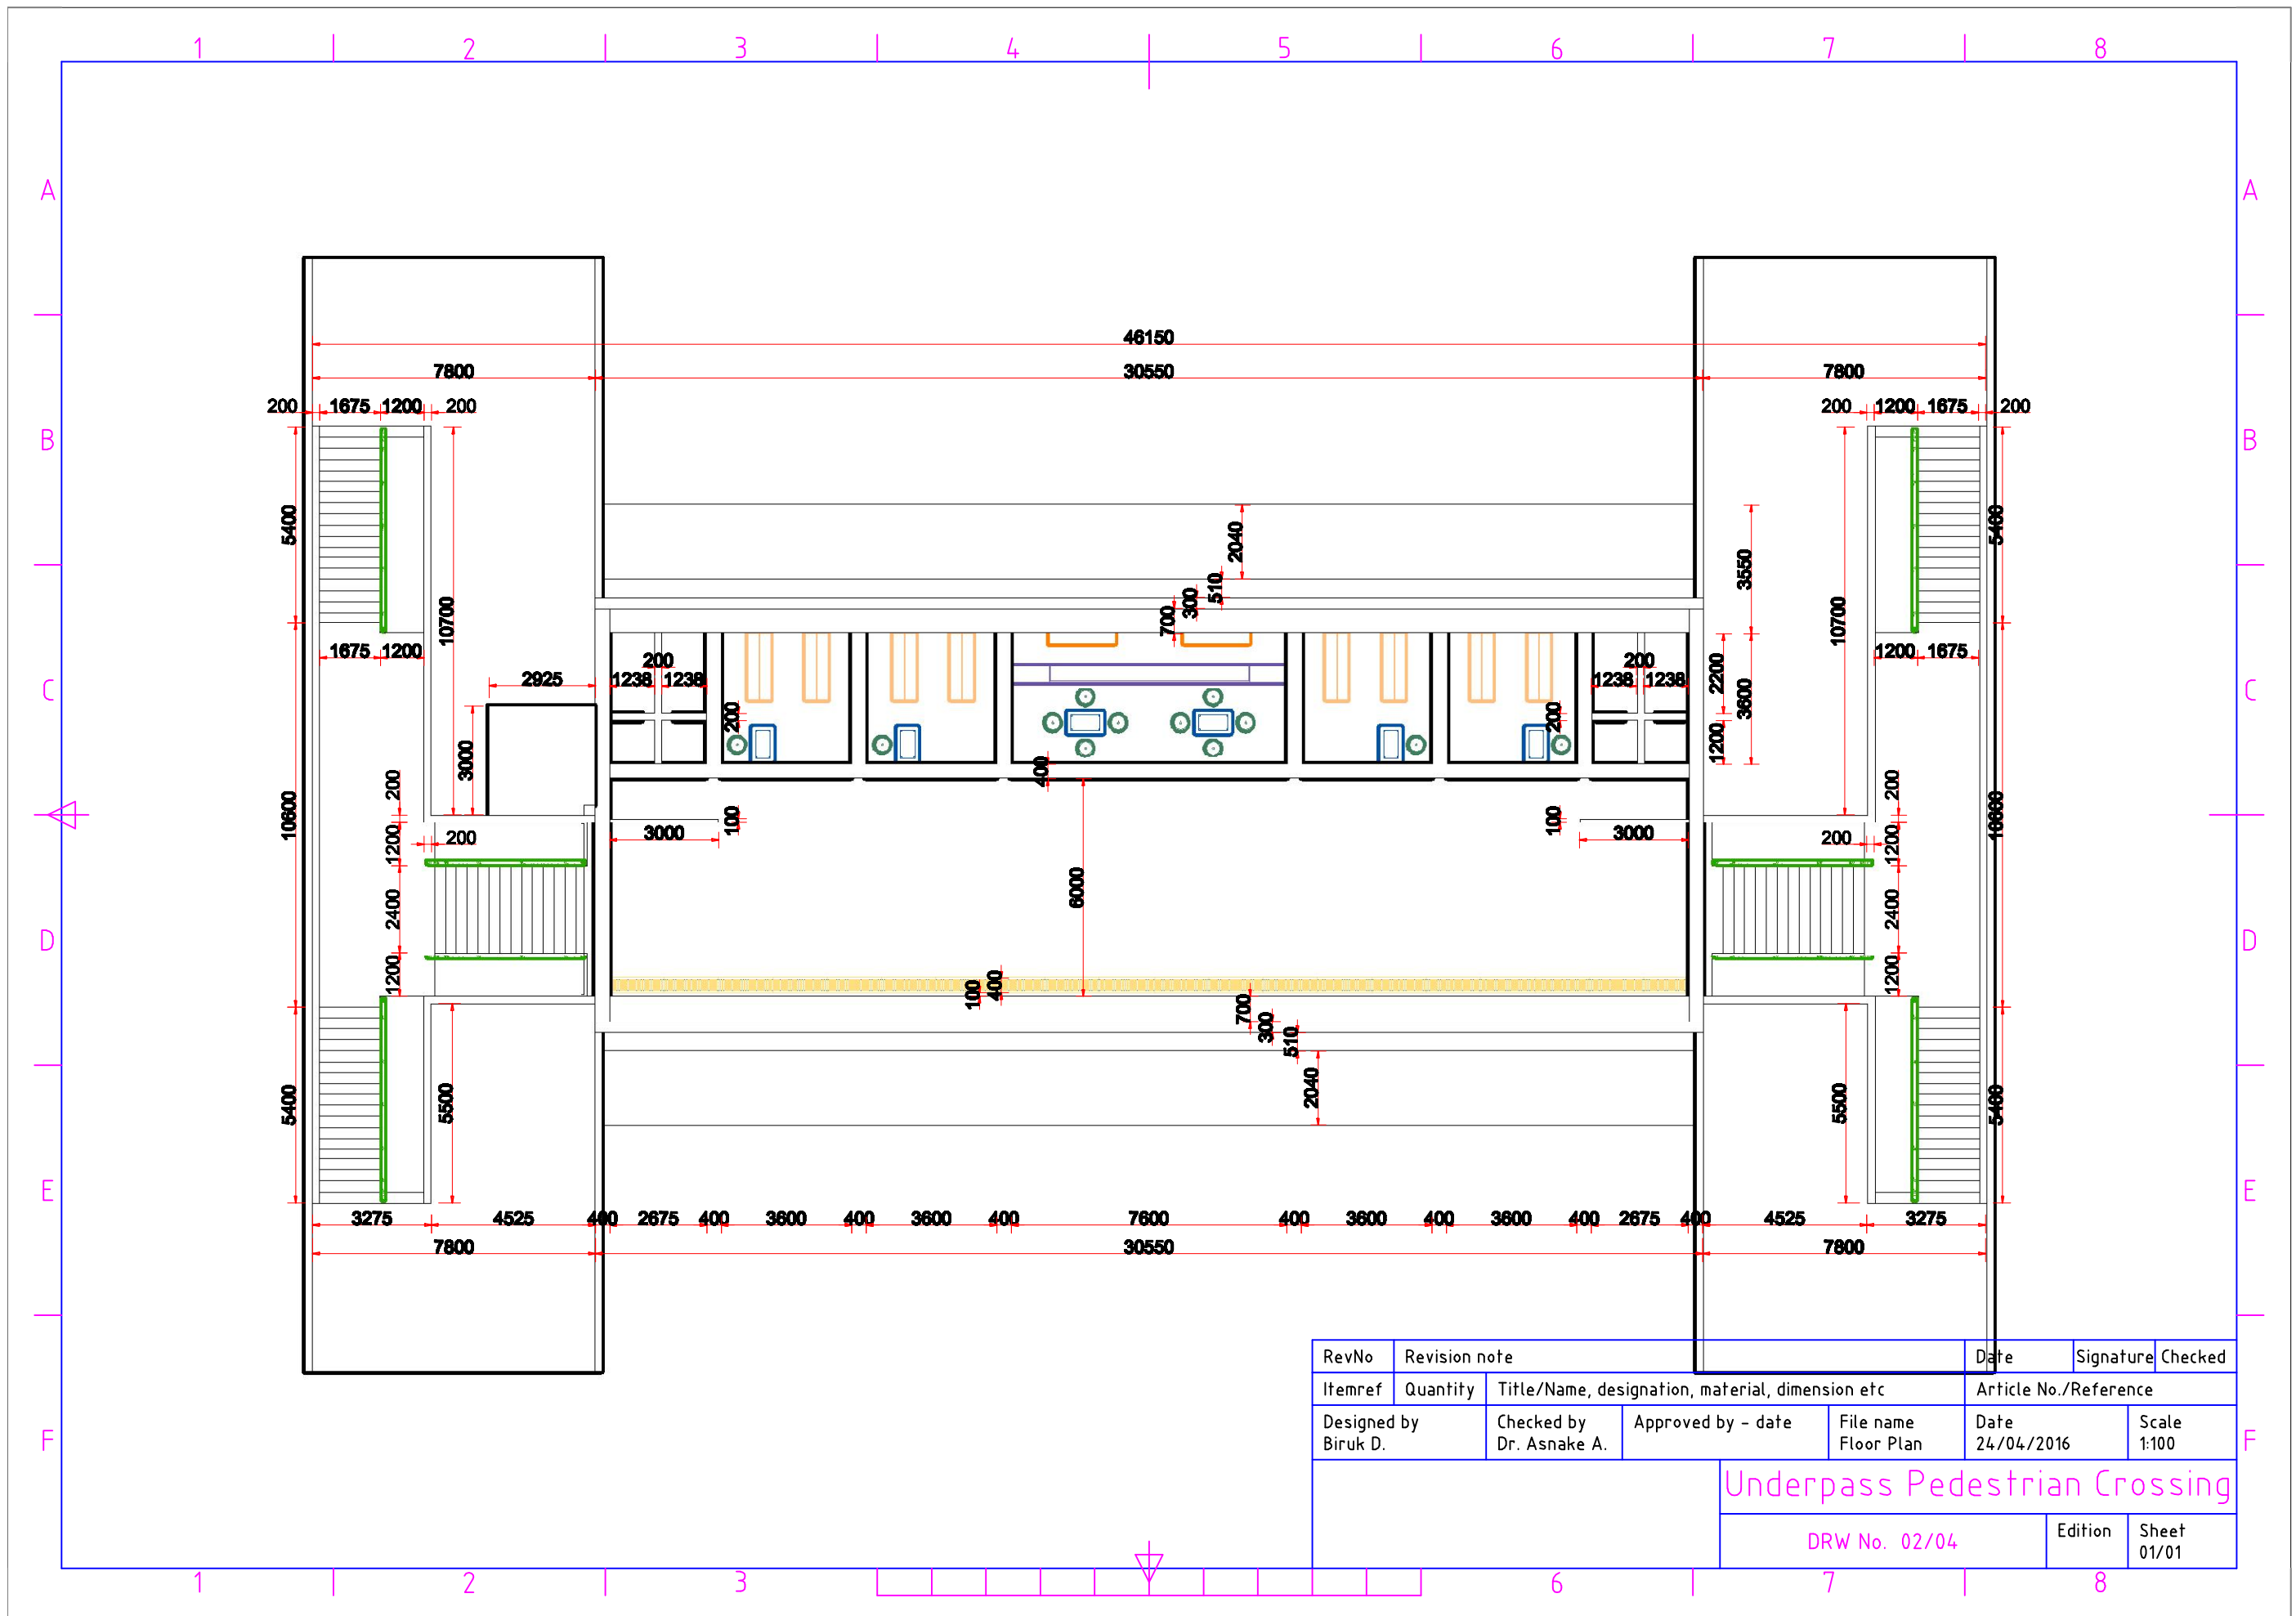 1 2 3 4 5 6 7 8
A A
46150
7800 30550 7800
200 1675 1200 200 200 1200 1675 200
B B
5400 2040 5400
3550
510
300
700
10700 10700
1675 1200 1200 1675
200 200
2925 1238 1238 1238 1238 2200
C C
3600
200 200
1200
3000 400
200 200
10600 100 100 10600
3000 3000
1200 200 200 1200
6000
2400 2400
D D
1200 100 400 1200
700
300
510
2040
5400 5500 5500 5400
E E
3275 4525 400 2675 400 3600 400 3600 400 7600 400 3600 400 3600 400 2675 400 4525 3275
7800 30550 7800
RevNo Revision note Date Signature Checked
Itemref Quantity Title/Name, designation, material, dimension etc Article No./Reference
Designed by Checked by Approved by - date File name Date Scale
Biruk D. Dr. Asnake A. Floor Plan 24/04/2016 1:100
F F
Underpass Pedestrian Crossing
DRW No. 02/04 Edition Sheet
01/01
1 2 3 6 7 8